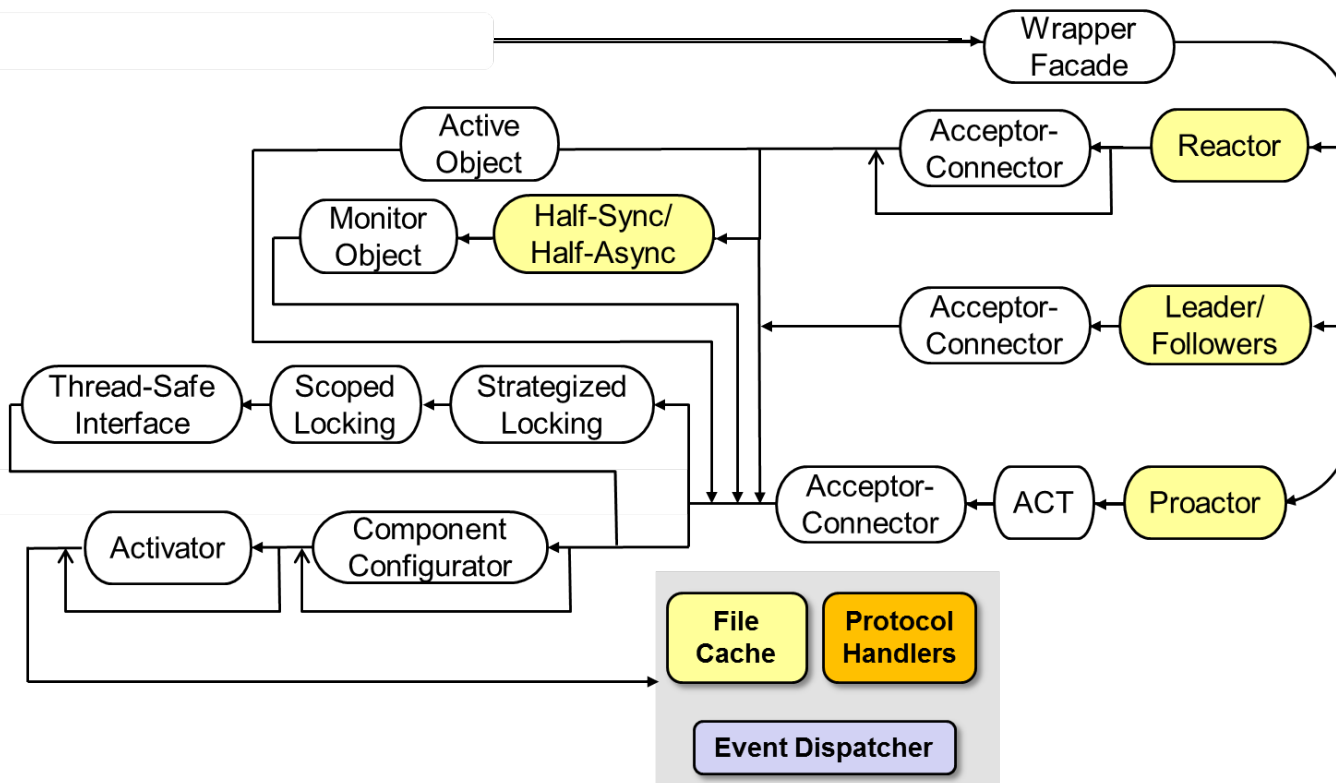 Wrapper
Facade
Active
Object
Acceptor-
Connector
Reactor
Monitor
Object
Half-Sync/
Half-Async
Acceptor-
Connector
Leader/
Followers
Thread-Safe
Interface
Scoped
Locking
Strategized
Locking
Acceptor-
Connector
ACT
Proactor
Activator
Component
Configurator
File
Cache
Protocol
Handlers
Event Dispatcher